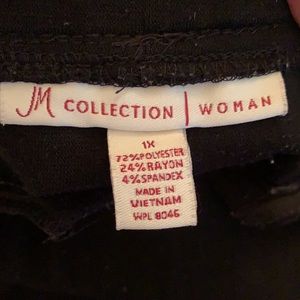 JM COLLECTION | WOMAN
1X
72%POLYESTER
24%RAYON
4%SPANDEX
MADE IN
VIETNAM
WPL 8046